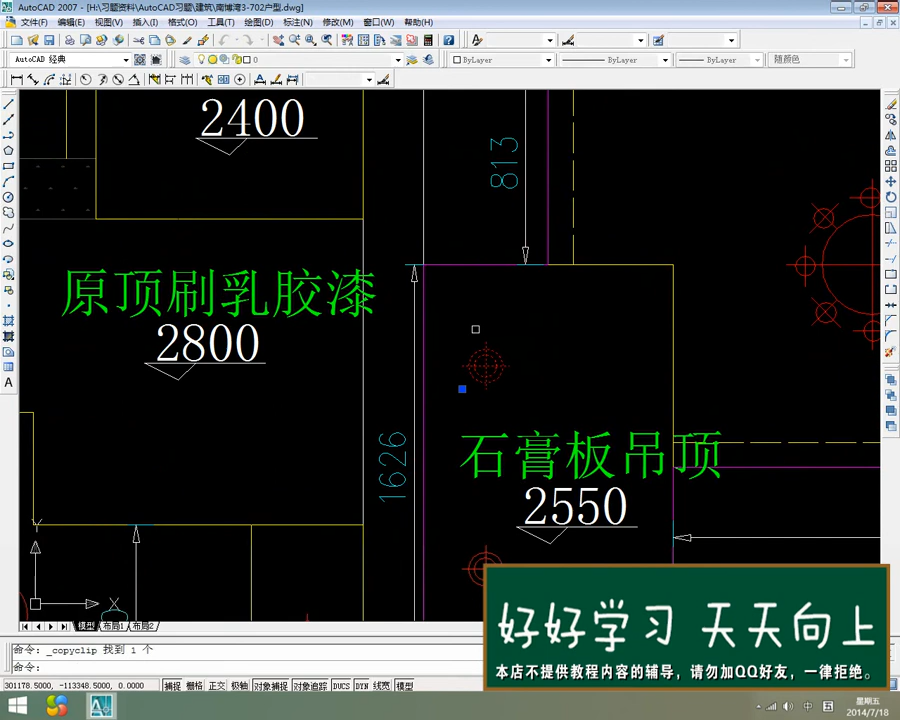 AutoCAD 2007 - [H:\习题资料\AutoCAD习题\建筑\南博湾3-702户型.dwg]
文件(F) 编辑(E) 视图(V) 插入(I) 格式(O) 工具(T) 绘图(D) 标注(N) 修改(M) 窗口(W) 帮助(H)
AutoCAD 经典 0 ByLayer ByLayer ByLayer 随颜色
2400
813
原顶刷乳胶漆
2800
1626
石膏板吊顶
2550
Y
X
A
模型 布局1 布局2
命令: _copyclip 找到 1 个
命令:
301178.5000, -113348.5000, 0.0000 捕捉 栅格 正交 极轴 对象捕捉 对象追踪 DUCS DYN 线宽 模型
好好学习 天天向上
本店不提供教程内容的辅导，请勿加QQ好友，一律拒绝。
中 五
星期五
2014/7/18